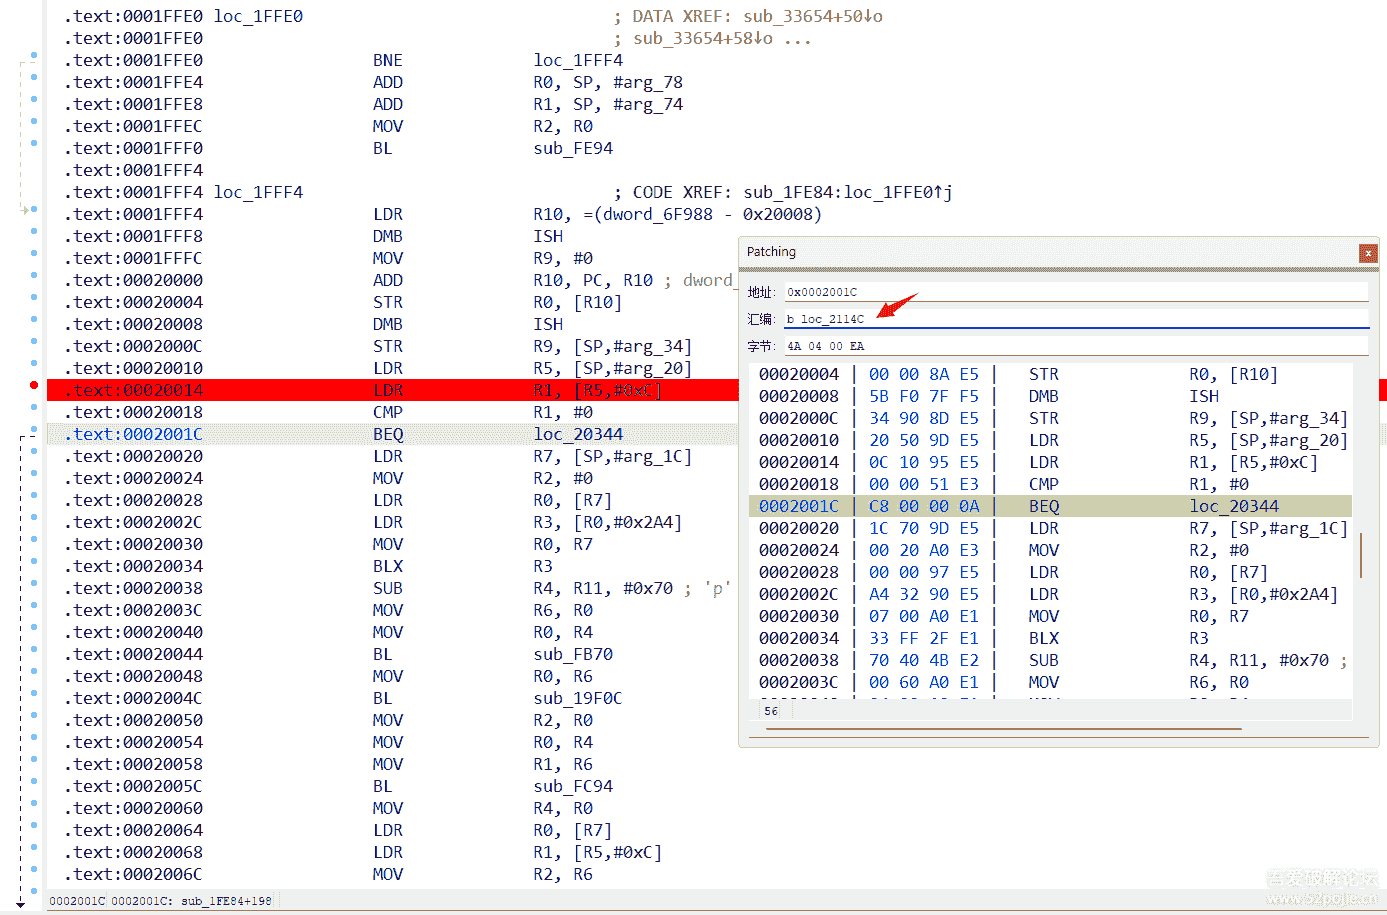 .text:0001FFE0 loc_1FFE0 ; DATA XREF: sub_33654+50↓o
.text:0001FFE0 ; sub_33654+58↓o ...
.text:0001FFE0 BNE loc_1FFF4
.text:0001FFE4 ADD R0, SP, #arg_78
.text:0001FFE8 ADD R1, SP, #arg_74
.text:0001FFEC MOV R2, R0
.text:0001FFF0 BL sub_FE94
.text:0001FFF4
.text:0001FFF4 loc_1FFF4 ; CODE XREF: sub_1FE84:loc_1FFE0↑j
.text:0001FFF4 LDR R10, =(dword_6F988 - 0x20008)
.text:0001FFF8 DMB ISH
.text:0001FFFC MOV R9, #0
.text:00020000 ADD R10, PC, R10 ; dword_
.text:00020004 STR R0, [R10]
.text:00020008 DMB ISH
.text:0002000C STR R9, [SP,#arg_34]
.text:00020010 LDR R5, [SP,#arg_20]
.text:00020014 LDR R1, [R5,#0xC]
.text:00020018 CMP R1, #0
.text:0002001C BEQ loc_20344
.text:00020020 LDR R7, [SP,#arg_1C]
.text:00020024 MOV R2, #0
.text:00020028 LDR R0, [R7]
.text:0002002C LDR R3, [R0,#0x2A4]
.text:00020030 MOV R0, R7
.text:00020034 BLX R3
.text:00020038 SUB R4, R11, #0x70 ; 'p'
.text:0002003C MOV R6, R0
.text:00020040 MOV R0, R4
.text:00020044 BL sub_FB70
.text:00020048 MOV R0, R6
.text:0002004C BL sub_19F0C
.text:00020050 MOV R2, R0
.text:00020054 MOV R0, R4
.text:00020058 MOV R1, R6
.text:0002005C BL sub_FC94
.text:00020060 MOV R4, R0
.text:00020064 LDR R0, [R7]
.text:00020068 LDR R1, [R5,#0xC]
.text:0002006C MOV R2, R6
0002001C 0002001C: sub_1FE84+198
Patching
地址: 0x0002001C
汇编: b loc_2114C
字节: 4A 04 00 EA
00020004 | 00 00 8A E5 | STR R0, [R10]
00020008 | 5B F0 7F F5 | DMB ISH
0002000C | 34 90 8D E5 | STR R9, [SP,#arg_34]
00020010 | 20 50 9D E5 | LDR R5, [SP,#arg_20]
00020014 | 0C 10 95 E5 | LDR R1, [R5,#0xC]
00020018 | 00 00 51 E3 | CMP R1, #0
0002001C | C8 00 00 0A | BEQ loc_20344
00020020 | 1C 70 9D E5 | LDR R7, [SP,#arg_1C]
00020024 | 00 20 A0 E3 | MOV R2, #0
00020028 | 00 00 97 E5 | LDR R0, [R7]
0002002C | A4 32 90 E5 | LDR R3, [R0,#0x2A4]
00020030 | 07 00 A0 E1 | MOV R0, R7
00020034 | 33 FF 2F E1 | BLX R3
00020038 | 70 40 4B E2 | SUB R4, R11, #0x70 ;
0002003C | 00 60 A0 E1 | MOV R6, R0
56
吾爱破解论坛
www.52pojie.cn